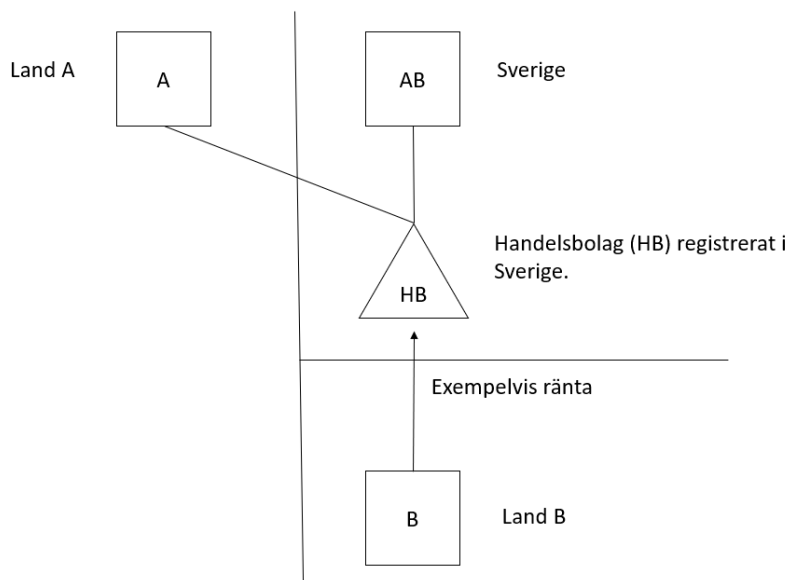 Land A
A
AB
Sverige
Handelsbolag (HB) registrerat i
Sverige.
HB
Exempelvis ränta
B
Land B